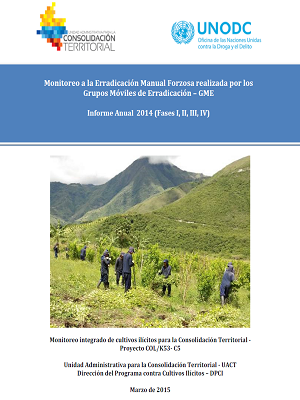 UNIDAD ADMINISTRATIVA PARA LA
CONSOLIDACIÓN
TERRITORIAL
UNODC
Oficina de las Naciones Unidas
contra la Droga y el Delito
Monitoreo a la Erradicación Manual Forzosa realizada por los
Grupos Móviles de Erradicación – GME
Informe Anual 2014 (Fases I, II, III, IV)
Monitoreo integrado de cultivos ilícitos para la Consolidación Territorial -
Proyecto COL/K53- C5
Unidad Administrativa para la Consolidación Territorial - UACT
Dirección del Programa contra Cultivos Ilícitos – DPCI
Marzo de 2015